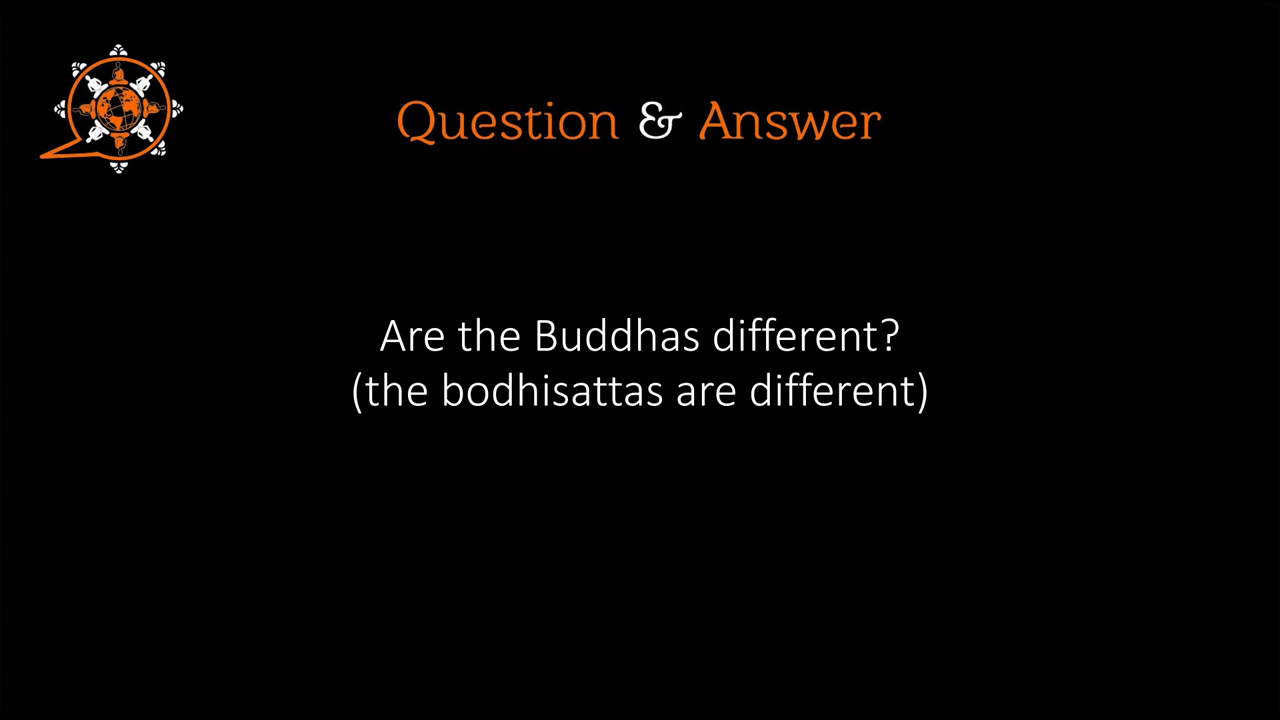 Question & Answer
Are the Buddhas different?
(the bodhisattas are different)